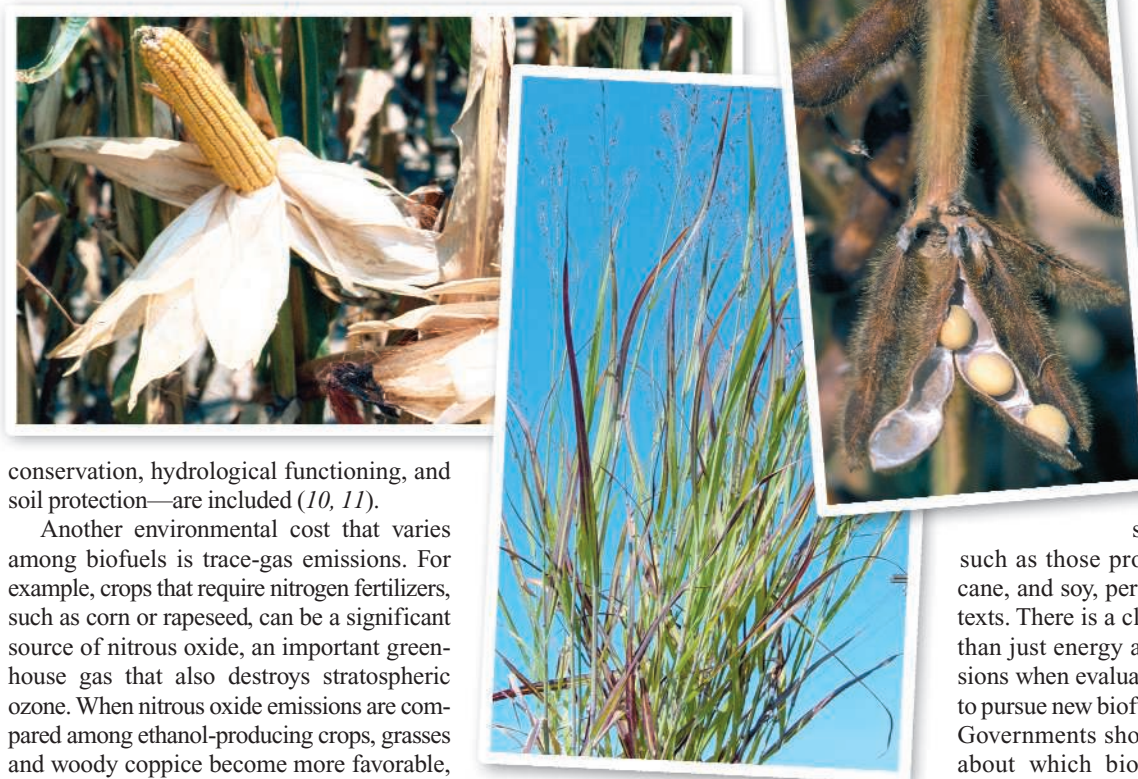 conservation, hydrological functioning, and
soil protection—are included (10, 11).
Another environmental cost that varies
among biofuels is trace-gas emissions. For
example, crops that require nitrogen fertilizers,
such as corn or rapeseed, can be a significant
source of nitrous oxide, an important green-
house gas that also destroys stratospheric
ozone. When nitrous oxide emissions are com-
pared among ethanol-producing crops, grasses
and woody coppice become more favorable,
s
such as those pro
cane, and soy, per
texts. There is a cl
than just energy a
sions when evalua
to pursue new biof
Governments sho
about which bio